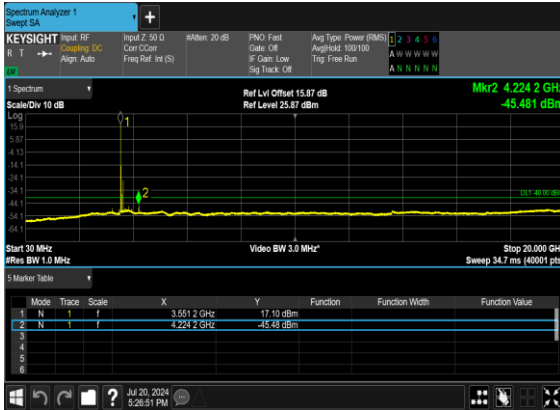 Spectrum Analyzer 1
Swept SA
+
KEYSIGHT Input: RF Input Z: 50 Ω #Atten: 20 dB PNO: Fast Avg Type: Power (RMS) 1 2 3 4 5 6
R T Coupling: DC Corr CCorr Gate: Off Avg|Hold: 100/100 A W W W W W
Align: Auto Freq Ref: Int (S) IF Gain: Low Trig: Free Run
Sig Track: Off A N N N N N
1 Spectrum
Ref Lvl Offset 15.87 dB
Mkr2 4.224 2 GHz
Scale/Div 10 dB
Ref Level 25.87 dBm
-45.481 dBm
Log
15.9
5.87
-4.13
-14.1
-24.1
-34.1
-44.1
-54.1
-64.1
1
2
DL1 -40.00 dBm
Start 30 MHz Video BW 3.0 MHz* Stop 20.000 GHz
#Res BW 1.0 MHz Sweep 34.7 ms (40001 pts)
5 Marker Table
Mode Trace Scale X Y Function Function Width Function Value
1 N 1 f 3.551 2 GHz 17.10 dBm
2 N 1 f 4.224 2 GHz -45.48 dBm
3
4
5
6
?
Jul 20, 2024
5:26:51 PM